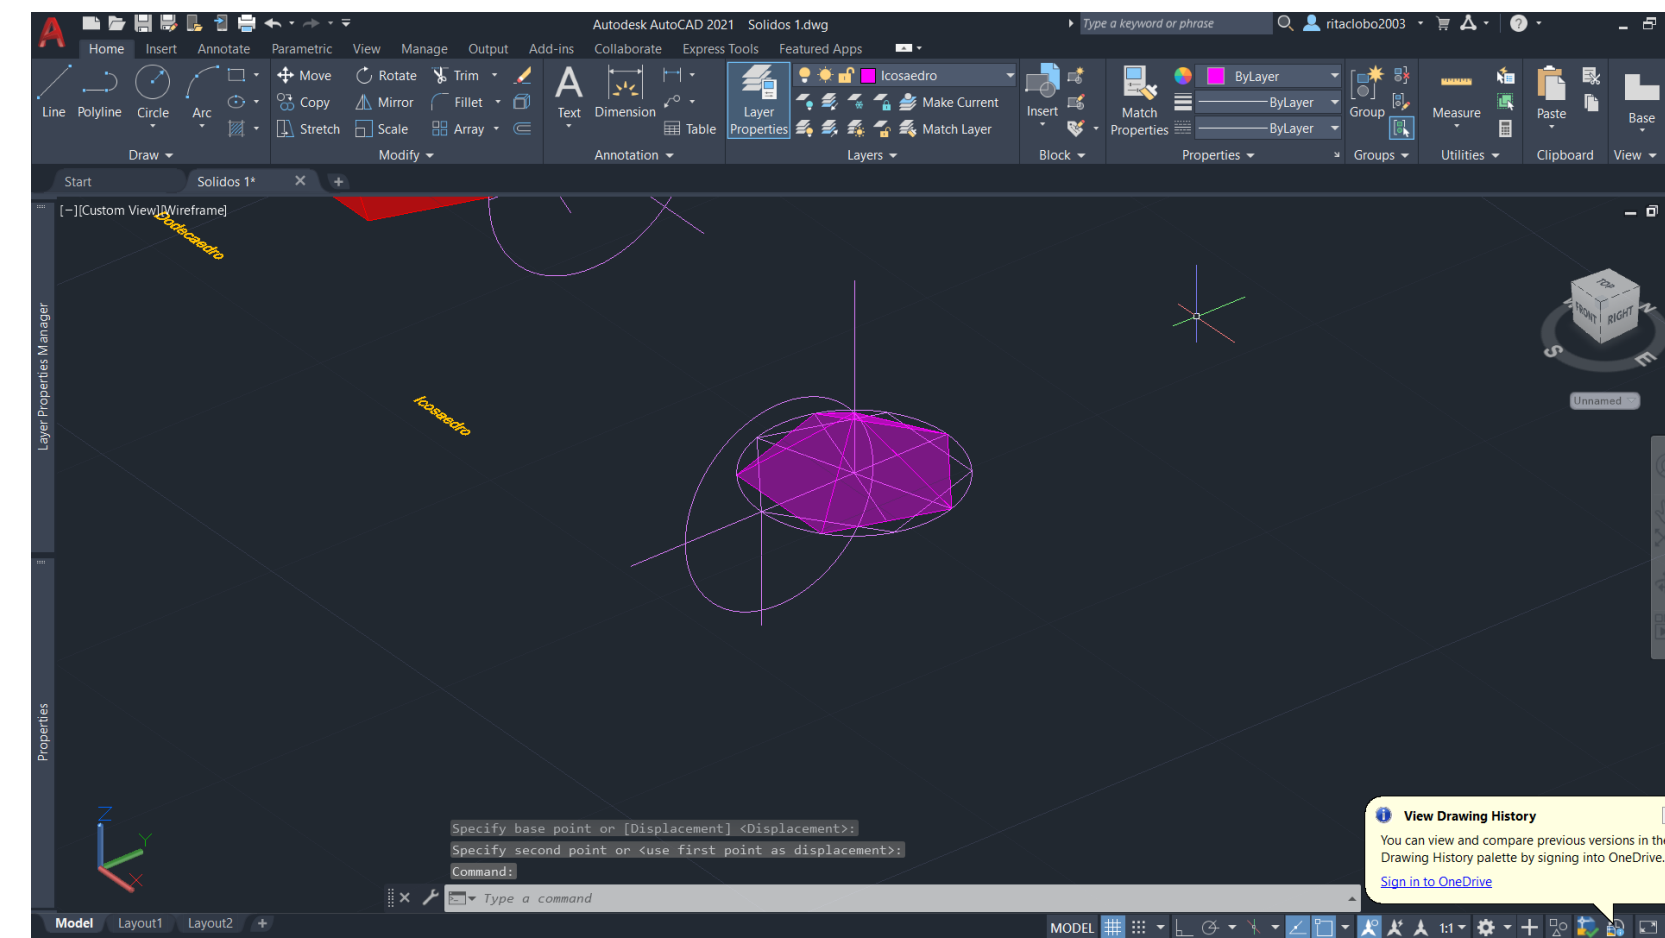 Autodesk AutoCAD 2021 Solidos 1.dwg
Type a keyword or phrase
ritaclobo2003
Home Insert Annotate Parametric View Manage Output Add-ins Collaborate Express Tools Featured Apps
Move Rotate Trim
Icosaedro
ByLayer
Line Polyline Circle Arc
Copy Mirror Fillet
Text Dimension
Layer
Properties
Make Current
Insert
Match
Properties
ByLayer
Group
Measure
Paste
Base
Stretch Scale Array
Table
Match Layer
ByLayer
Draw Modify Annotation Layers Block Properties Groups Utilities Clipboard View
Start Solidos 1*
[−][Custom View][Wireframe]
Dodecaedro
TOP
FRONT
RIGHT
S
E
Unnamed
Layer Properties Manager
Icosaedro
Properties
Z
Y
X
Specify base point or [Displacement] <Displacement>:
Specify second point or <use first point as displacement>:
Command:
Type a command
View Drawing History
You can view and compare previous versions in the
Drawing History palette by signing into OneDrive.
Sign in to OneDrive
Model Layout1 Layout2
MODEL
1:1